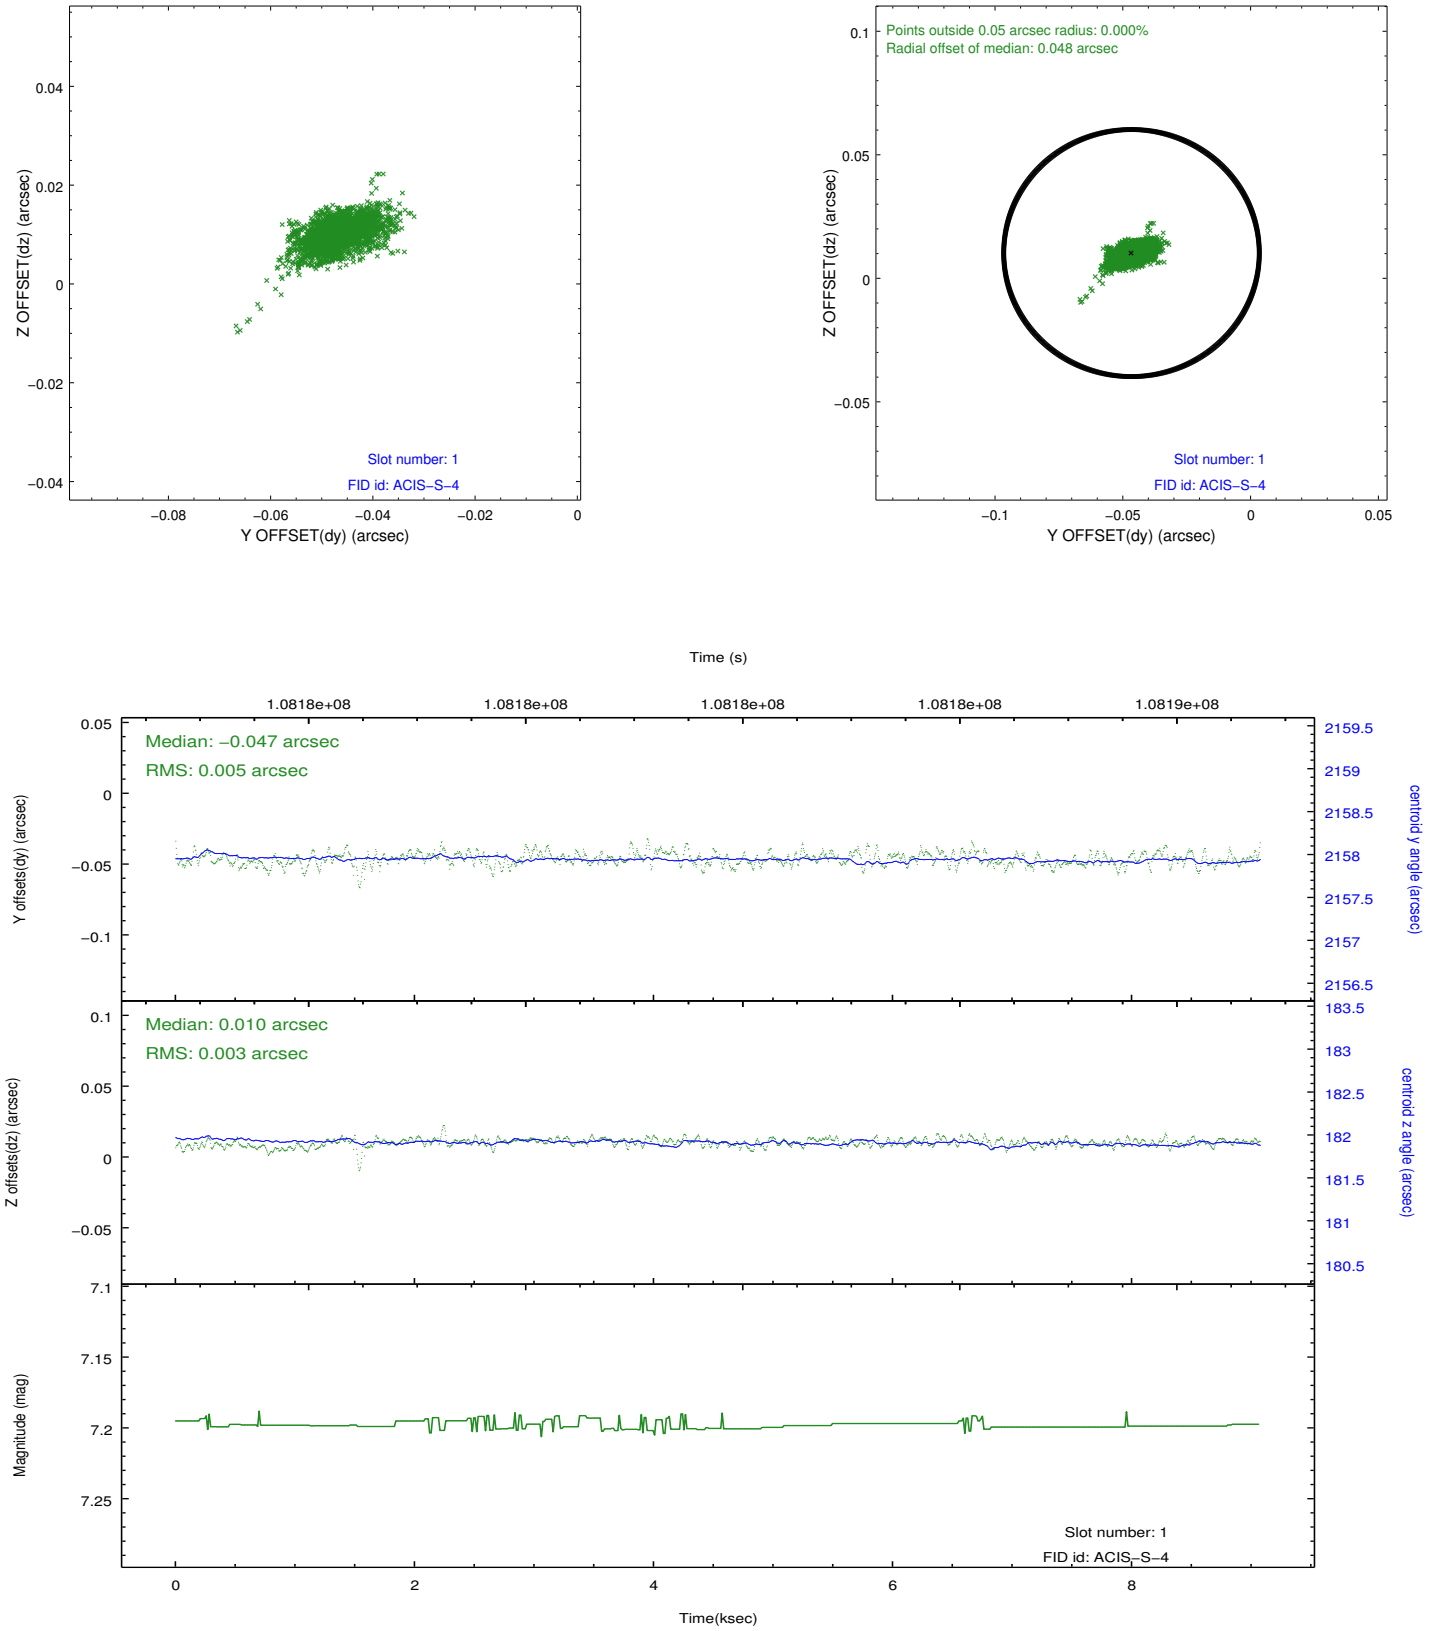 0.04
0.02
0
−0.02
−0.04
Z OFFSET(dz) (arcsec)
Slot number: 1
FID id: ACIS−S−4
−0.08
−0.06
−0.04
−0.02
0
Y OFFSET(dy) (arcsec)
Points outside 0.05 arcsec radius: 0.000%
Radial offset of median: 0.048 arcsec
0.1
0.05
0
−0.05
Z OFFSET(dz) (arcsec)
Slot number: 1
FID id: ACIS−S−4
−0.1
−0.05
0
0.05
Y OFFSET(dy) (arcsec)
Time (s)
1.0818e+08
1.0818e+08
1.0818e+08
1.0818e+08
1.0819e+08
Median: −0.047 arcsec
RMS: 0.005 arcsec
0.05
0
−0.05
−0.1
Y offsets(dy) (arcsec)
2159.5
2159
2158.5
2158
2157.5
2157
2156.5
centroid y angle (arcsec)
Median: 0.010 arcsec
RMS: 0.003 arcsec
0.1
0.05
0
−0.05
Z offsets(dz) (arcsec)
183.5
183
182.5
182
181.5
181
180.5
centroid z angle (arcsec)
7.1
7.15
7.2
7.25
Magnitude (mag)
Slot number: 1
FID id: ACIS−S−4
0
2
4
6
8
Time(ksec)